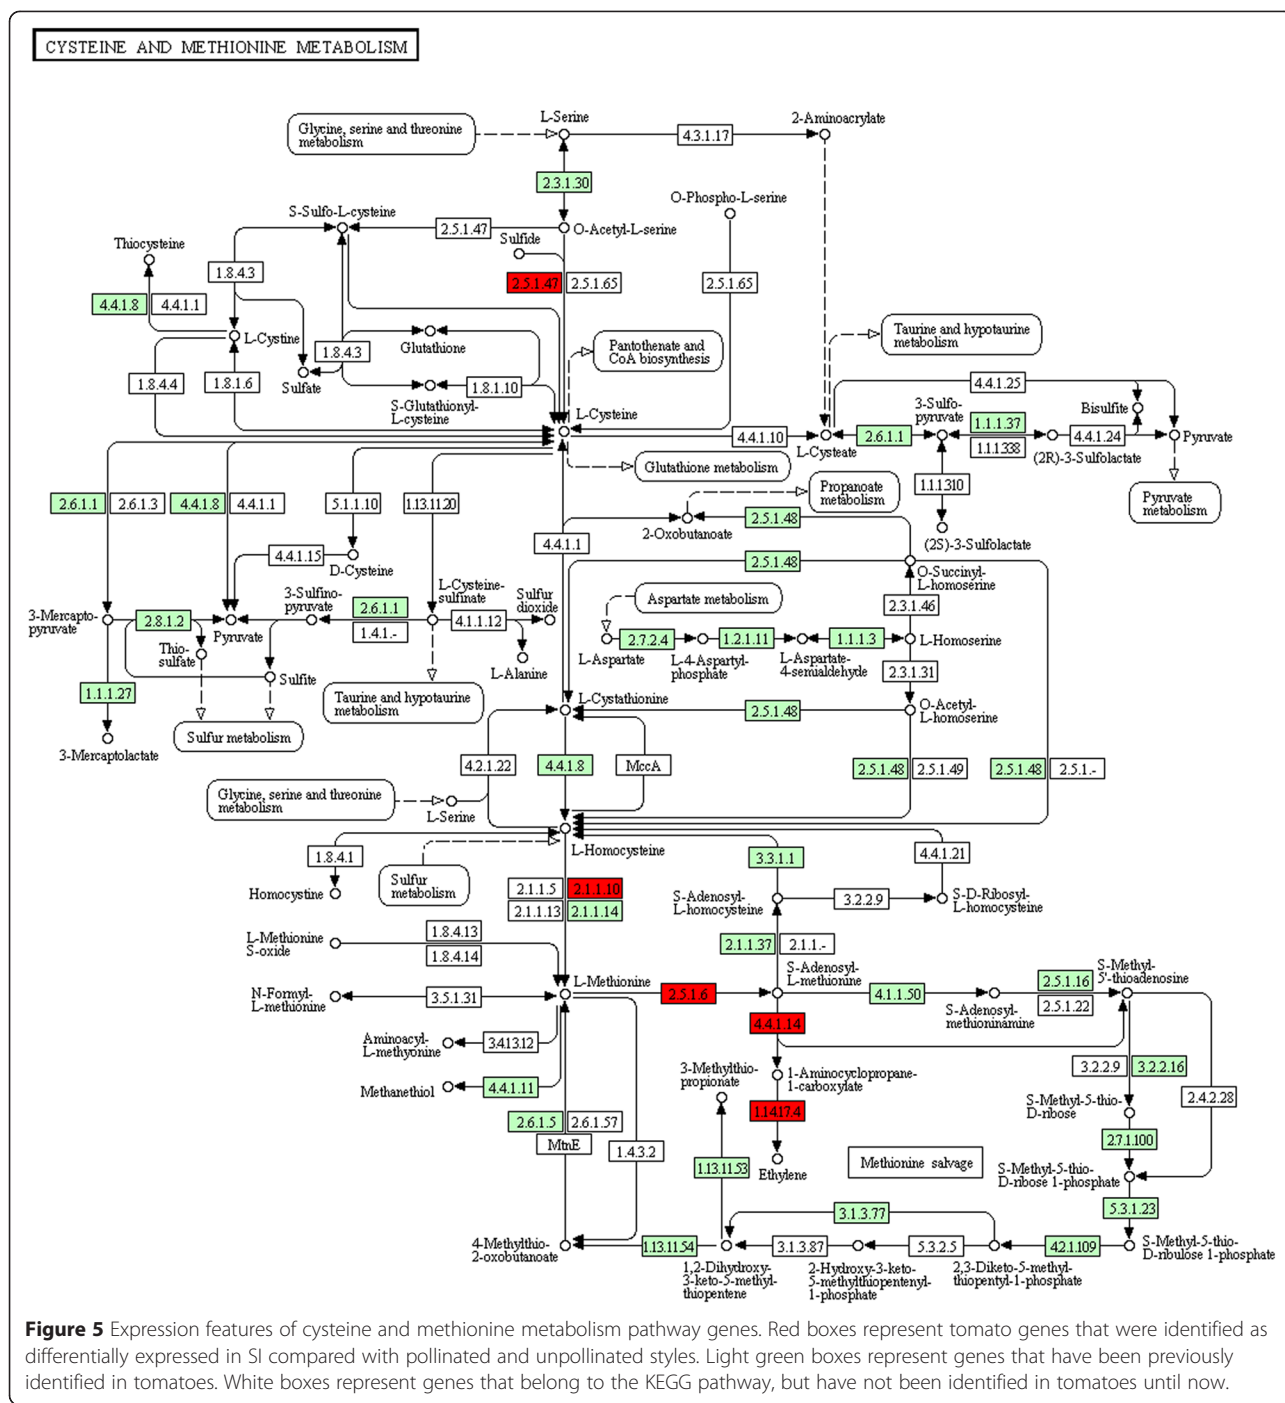 CYSTEINE AND METHIONINE METABOLISM
L-Serine
2-Aminoacrylate
Glycine, serine and threonine
metabolism
4.3.1.17
2.3.1.30
O-Phospho-L-serine
S-Sulfo-L-cysteine
2.5.1.47
O-Acetyl-L-serine
Sulfide
Thiocysteine
1.8.4.3
2.5.1.47
2.5.1.65
2.5.1.65
4.4.1.8
4.4.1.1
L-Cystine
Glutathione
1.8.4.3
Sulfate
Pantothenate and
CoA biosynthesis
Taurine and hypotaurine
metabolism
1.8.4.4
1.8.1.6
1.8.1.10
S-Glutathionyl-
L-cysteine
L-Cysteine
4.4.1.25
3-Sulfo-
pyruvate
Bisulfite
1.1.1.37
4.4.1.10
L-Cysteate
2.6.1.1
1.1.1.338
(2R)-3-Sulfolactate
4.4.1.24
Pyruvate
Glutathione metabolism
1.1.1.310
(2S)-3-Sulfolactate
Pyruvate
metabolism
Propanoate
metabolism
2.6.1.1
2.6.1.3
4.4.1.8
4.4.1.1
5.1.1.10
1.13.11.20
2-Oxobutanoate
2.5.1.48
4.4.1.1
4.4.1.15
D-Cysteine
2.5.1.48
O-Succinyl-
L-homoserine
3-Mercapto-
pyruvate
2.8.1.2
Pyruvate
3-Sulfino-
pyruvate
2.6.1.1
1.4.1.-
L-Cysteine-
sulfinate
4.1.1.12
Sulfur
dioxide
Aspartate metabolism
2.3.1.46
L-Aspartate
2.7.2.4
L-4-Aspartyl-
phosphate
1.2.1.11
L-Aspartate-
4-semialdehyde
1.1.1.3
L-Homoserine
Thio-
sulfate
Sulfite
L-Alanine
2.3.1.31
1.1.1.27
Taurine and hypotaurine
metabolism
L-Cystathionine
2.5.1.48
O-Acetyl-
L-homoserine
Sulfur metabolism
3-Mercaptolactate
4.2.1.22
4.4.1.8
MccA
2.5.1.48
2.5.1.49
2.5.1.48
2.5.1.-
Glycine, serine and threonine
metabolism
L-Serine
L-Homocysteine
1.8.4.1
Homocystine
Sulfur
metabolism
3.3.1.1
4.4.1.21
2.1.1.5
2.1.1.10
2.1.1.13
2.1.1.14
S-Adenosyl-
L-homocysteine
3.2.2.9
S-D-Ribosyl-
L-homocysteine
L-Methionine
S-oxide
1.8.4.13
1.8.4.14
2.1.1.37
2.1.1.-
N-Formyl-
L-methionine
3.5.1.31
L-Methionine
2.5.1.6
S-Adenosyl-
L-methionine
4.1.1.50
S-Adenosyl-
methioninamine
2.5.1.16
2.5.1.22
S-Methyl-
5'-thioadenosine
Aminoacyl-
L-methyonine
3.4.13.12
4.4.1.14
Methanethiol
4.4.1.11
3-Methylthio-
propionate
1-Aminocyclopropane-
1-carboxylate
3.2.2.9
3.2.2.16
2.4.2.28
2.6.1.5
2.6.1.57
MtnE
1.4.3.2
1.14.17.4
S-Methyl-5-thio-
D-ribose
2.7.1.100
1.13.11.53
Ethylene
Methionine salvage
S-Methyl-5-thio-
D-ribose 1-phosphate
5.3.1.23
3.1.3.77
4-Methylthio-
2-oxobutanoate
1.13.11.54
1,2-Dihydroxy-
3-keto-5-methyl-
thiopentene
3.1.3.87
2-Hydroxy-3-keto-
5-methylthiopentenyl-
1-phosphate
5.3.2.5
2,3-Diketo-5-methyl-
thiopentyl-1-phosphate
4.2.1.109
S-Methyl-5-thio-
D-ribulose 1-phosphate
Figure 5 Expression features of cysteine and methionine metabolism pathway genes. Red boxes represent tomato genes that were identified as
differentially expressed in SI compared with pollinated and unpollinated styles. Light green boxes represent genes that have been previously
identified in tomatoes. White boxes represent genes that belong to the KEGG pathway, but have not been identified in tomatoes until now.